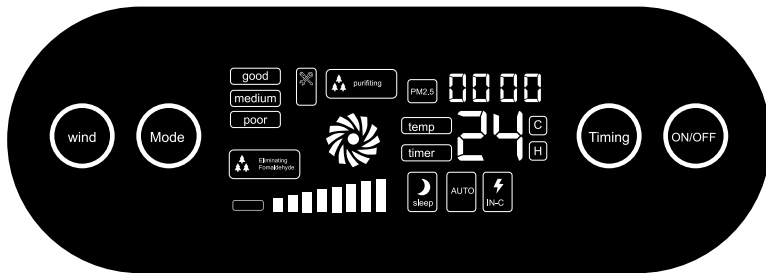 good
medium
poor
purifiting
PM2.5
0000
wind
Mode
temp
timer
24
C
H
Timing
ON/OFF
Eliminating
Fomaldehyde
sleep
AUTO
IN-C